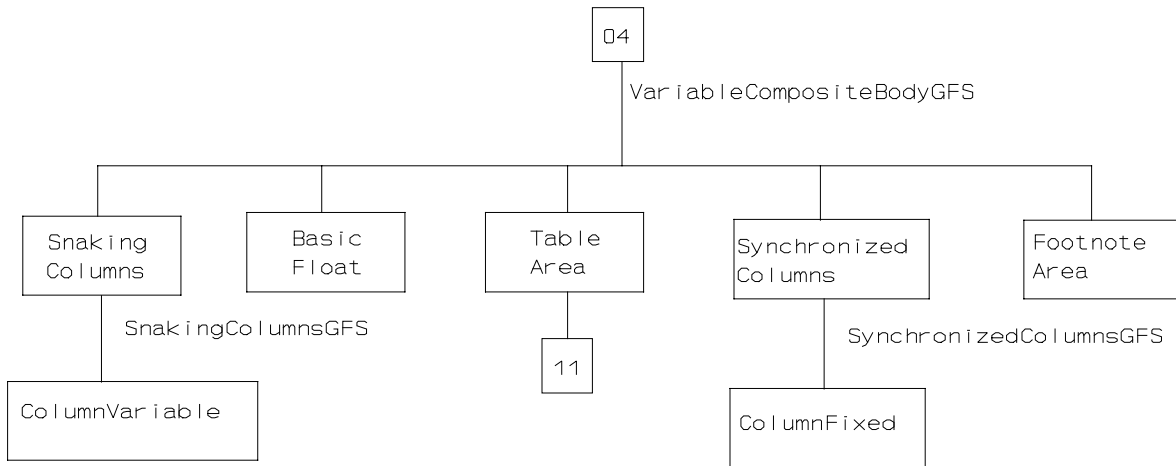 04
VariableCompositeBodyGFS
Snaking
Columns
Basic
Float
Table
Area
Synchronized
Columns
Footnote
Area
SnakingColumnsGFS
SynchronizedColumnsGFS
11
ColumnVariable
ColumnFixed